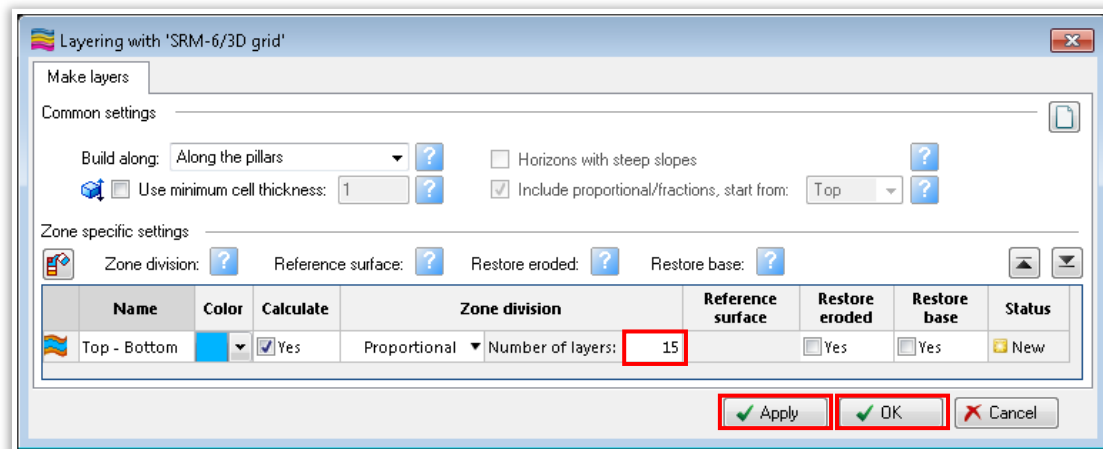 Layering with 'SRM-6/3D grid'
Make layers
Common settings
Build along: Along the pillars ? Horizons with steep slopes ?
Use minimum cell thickness: 1 ? Include proportional/fractions, start from: Top ?
Zone specific settings
Zone division: ? Reference surface: ? Restore eroded: ? Restore base: ?
Name Color Calculate Zone division Reference surface Restore eroded Restore base Status
Top - Bottom Yes Proportional Number of layers: 15 Yes Yes New
Apply OK Cancel